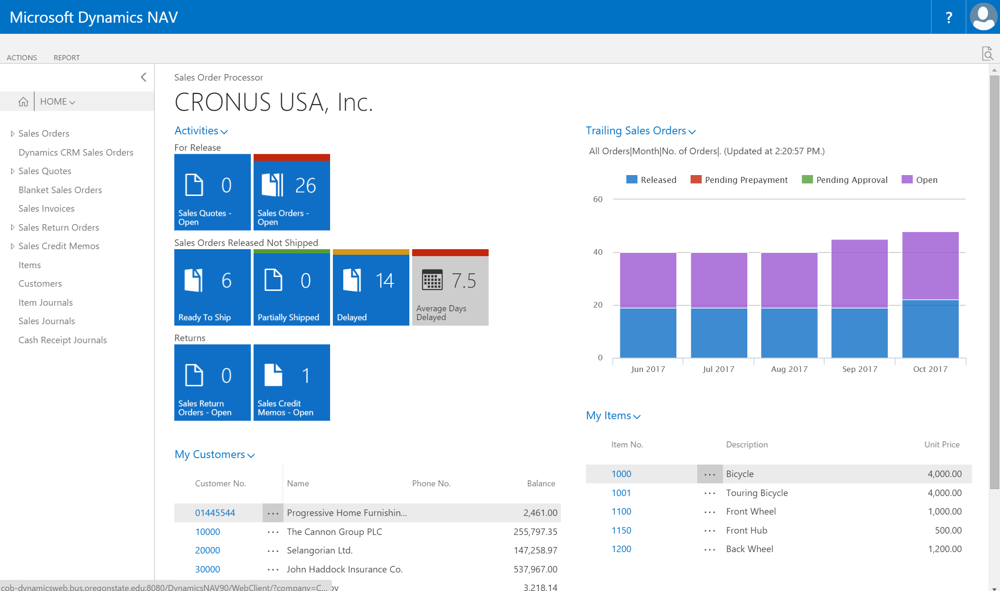 Microsoft Dynamics NAV
?
ACTIONS REPORT
HOME
Sales Orders
Dynamics CRM Sales Orders
Sales Quotes
Blanket Sales Orders
Sales Invoices
Sales Return Orders
Sales Credit Memos
Items
Customers
Item Journals
Sales Journals
Cash Receipt Journals
Sales Order Processor
CRONUS USA, Inc.
Activities
For Release
0
Sales Quotes -
Open
26
Sales Orders -
Open
Sales Orders Released Not Shipped
6
Ready To Ship
0
Partially Shipped
14
Delayed
7.5
Average Days
Delayed
Returns
0
Sales Return
Orders - Open
1
Sales Credit
Memos - Open
My Customers
Customer No. Name Phone No. Balance
01445544 ... Progressive Home Furnishin... 2,461.00
10000 ... The Cannon Group PLC 255,797.35
20000 ... Selangorian Ltd. 147,258.97
30000 ... John Haddock Insurance Co. 537,967.00
3,218.14
Trailing Sales Orders
All Orders|Month|No. of Orders|. (Updated at 2:20:57 PM.)
Released Pending Prepayment Pending Approval Open
60
40
20
0
Jun 2017 Jul 2017 Aug 2017 Sep 2017 Oct 2017
My Items
Item No. Description Unit Price
1000 ... Bicycle 4,000.00
1001 ... Touring Bicycle 4,000.00
1100 ... Front Wheel 1,000.00
1150 ... Front Hub 500.00
1200 ... Back Wheel 1,200.00
cob-dynamicsweb.bus.oregonstate.edu:8080/DynamicsNAV90/WebClient/?company=C...